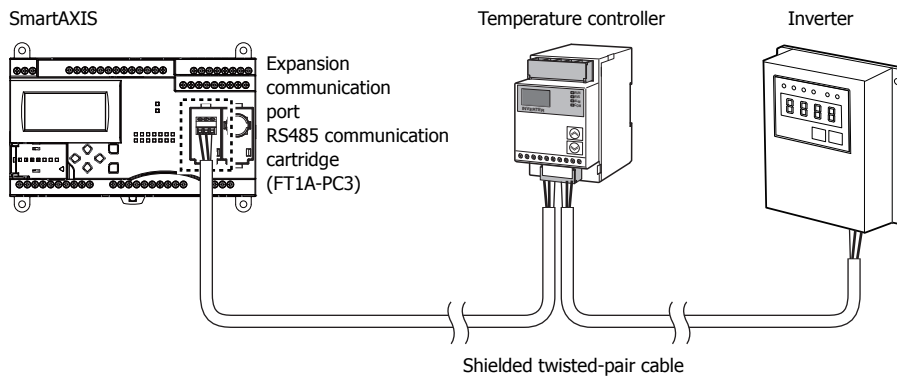 SmartAXIS
Temperature controller
Inverter
Expansion
communication
port
RS485 communication
cartridge
(FT1A-PC3)
Shielded twisted-pair cable